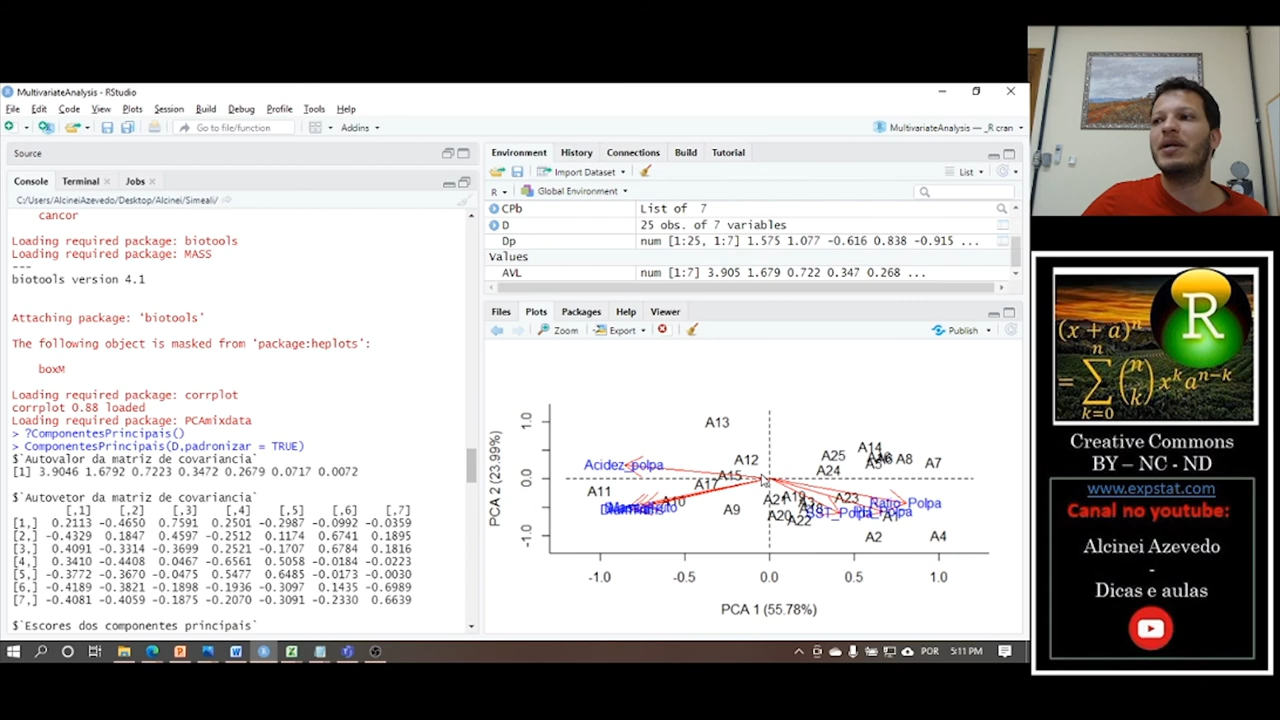 MultivariateAnalysis - RStudio
File Edit Code View Plots Session Build Debug Profile Tools Help
Go to file/function
Addins
MultivariateAnalysis — _R cran
Source
Console Terminal Jobs
C:/Users/AlcineiAzevedo/Desktop/Alcinei/Simeali/
cancor
Loading required package: biotools
Loading required package: MASS
---
biotools version 4.1
Attaching package: ‘biotools’
The following object is masked from ‘package:heplots’:
boxM
Loading required package: corrplot
corrplot 0.88 loaded
Loading required package: PCAmixdata
> ?ComponentesPrincipais()
> ComponentesPrincipais(D,padronizar = TRUE)
$`Autovalor da matriz de covariancia`
[1] 3.9046 1.6792 0.7223 0.3472 0.2679 0.0717 0.0072
$`Autovetor da matriz de covariancia`
[,1] [,2] [,3] [,4] [,5] [,6] [,7]
[1,] 0.2113 -0.4650 0.7591 0.2501 -0.2987 -0.0992 -0.0359
[2,] -0.4329 0.1847 0.4597 -0.2512 0.1174 0.6741 0.1895
[3,] 0.4091 -0.3314 -0.3699 0.2521 -0.1707 0.6784 0.1816
[4,] 0.3410 -0.4408 0.0467 -0.6561 0.5058 -0.0184 -0.0223
[5,] -0.3772 -0.3670 -0.0475 0.5477 0.6485 -0.0173 -0.0030
[6,] -0.4189 -0.3821 -0.1898 -0.1936 -0.3097 0.1435 -0.6989
[7,] -0.4081 -0.4059 -0.1875 -0.2070 -0.3091 -0.2330 0.6639
$`Escores dos componentes principais`
Environment History Connections Build Tutorial
Import Dataset
List
R
Global Environment
CPb List of 7
D 25 obs. of 7 variables
Dp num [1:25, 1:7] 1.575 1.077 -0.616 0.838 -0.915 ...
Values
AVL num [1:7] 3.905 1.679 0.722 0.347 0.268 ...
Files Plots Packages Help Viewer
Zoom Export Publish
PCA 2 (23.99%)
1.0
0.0
-1.0
A13
A12
A14
A25
A8
A7
A24
Acidez_polpa
A15
A17
A11
A10
A9
A19
A21
A23
Ratio_Polpa
A20
A22
A1
A2
A4
-1.0 -0.5 0.0 0.5 1.0
PCA 1 (55.78%)
POR 5:11 PM
R
(x + a)^n
= ∑ n k=0 (n k) x^k a^n−k
Creative Commons
BY – NC - ND
www.expstat.com
Canal no youtube:
Alcinei Azevedo
-
Dicas e aulas